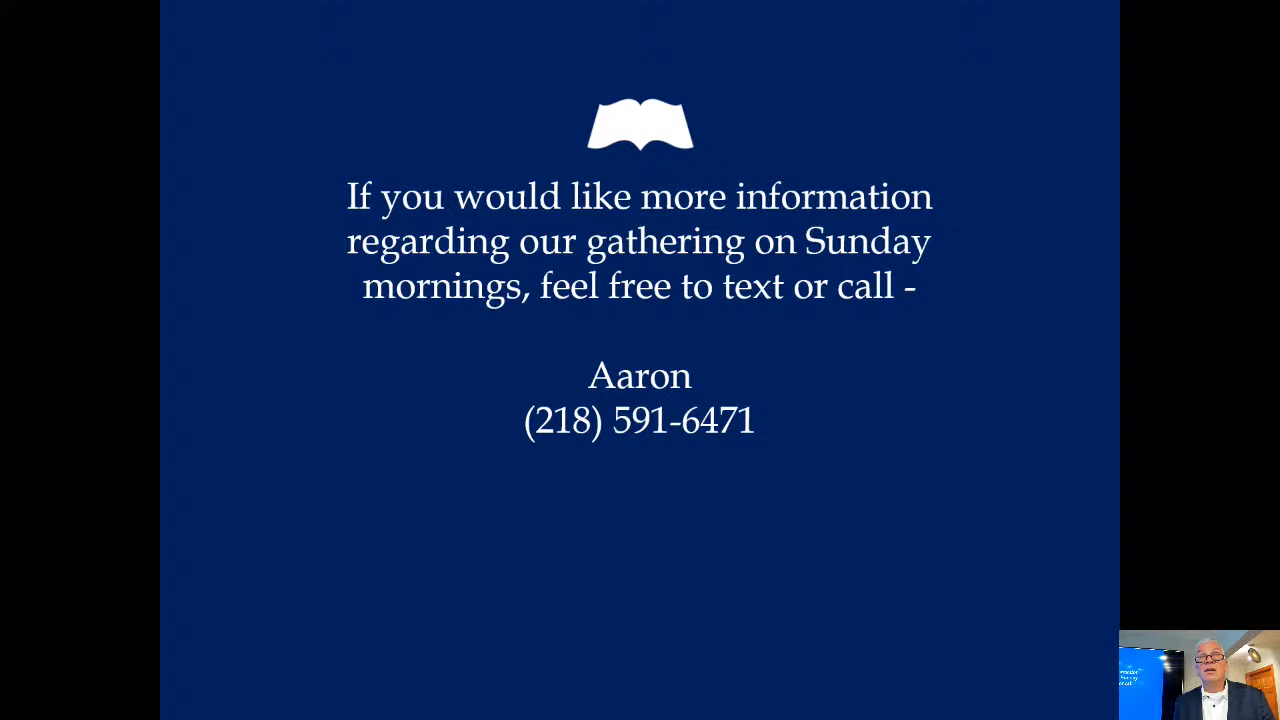 If you would like more information
regarding our gathering on Sunday
mornings, feel free to text or call -
Aaron
(218) 591-6471